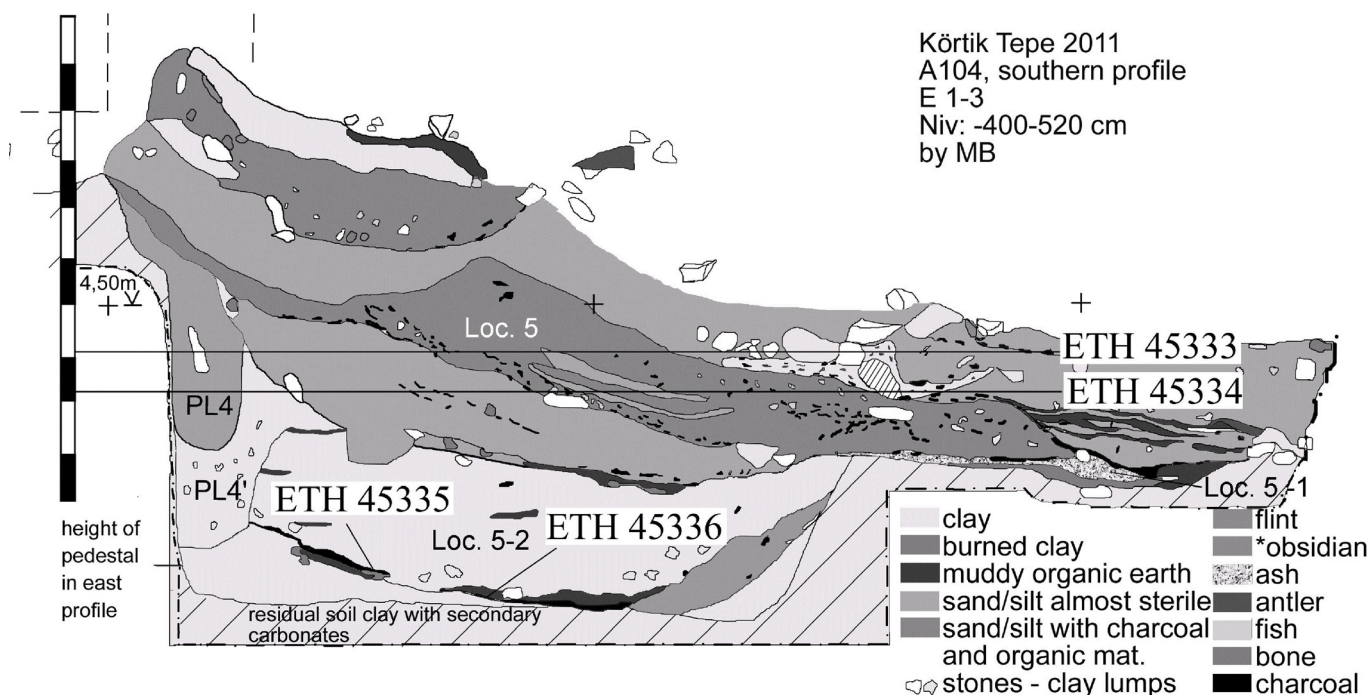 Körtik Tepe 2011
A104, southern profile
E 1-3
Niv: -400-520 cm
by MB
4,50m
Loc. 5
ETH 45333
ETH 45334
PL4
PL4'
ETH 45335
ETH 45336
Loc. 5-2
Loc. 5 -1
height of
pedestal
in east
profile
residual soil clay with secondary
carbonates
clay
burned clay
muddy organic earth
sand/silt almost sterile
sand/silt with charcoal
and organic mat.
stones - clay lumps
flint
*obsidian
ash
antler
fish
bone
charcoal